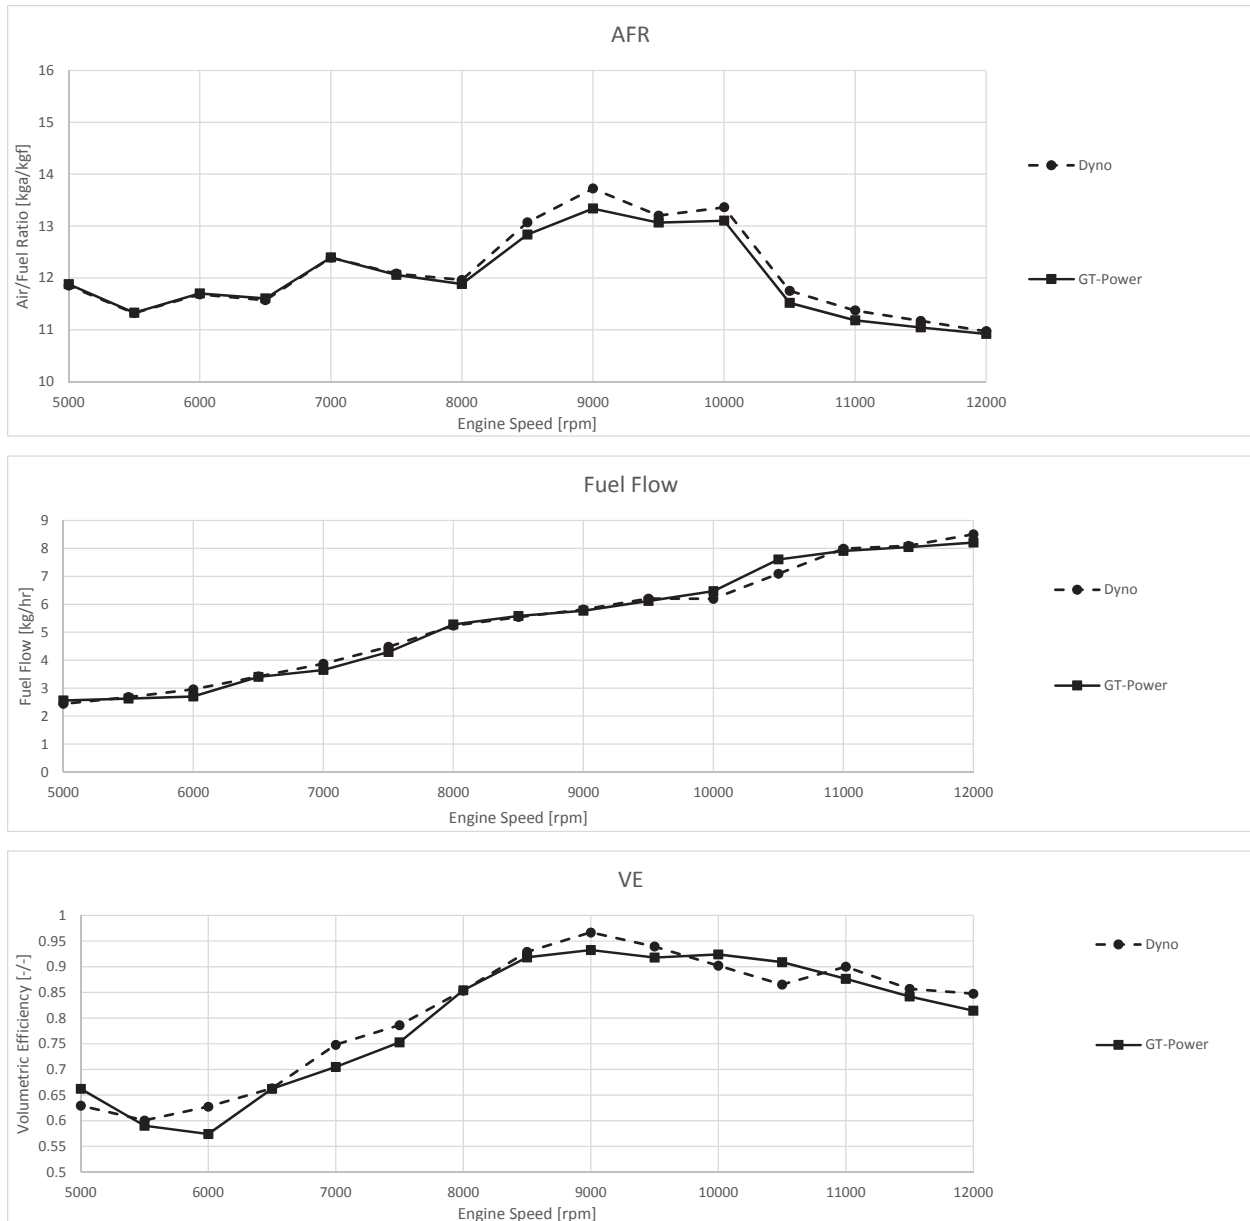 AFR
16
15
14
13
12
11
10
Air/Fuel Ratio [kga/kgf]
5000 6000 7000 8000 9000 10000 11000 12000
Engine Speed [rpm]
Dyno
GT-Power
Fuel Flow
9
8
7
6
5
4
3
2
1
0
Fuel Flow [kg/hr]
5000 6000 7000 8000 9000 10000 11000 12000
Engine Speed [rpm]
Dyno
GT-Power
VE
1
0.95
0.9
0.85
0.8
0.75
0.7
0.65
0.6
0.55
0.5
Volumetric Efficiency [-/-]
5000 6000 7000 8000 9000 10000 11000 12000
Engine Speed [rpm]
Dyno
GT-Power